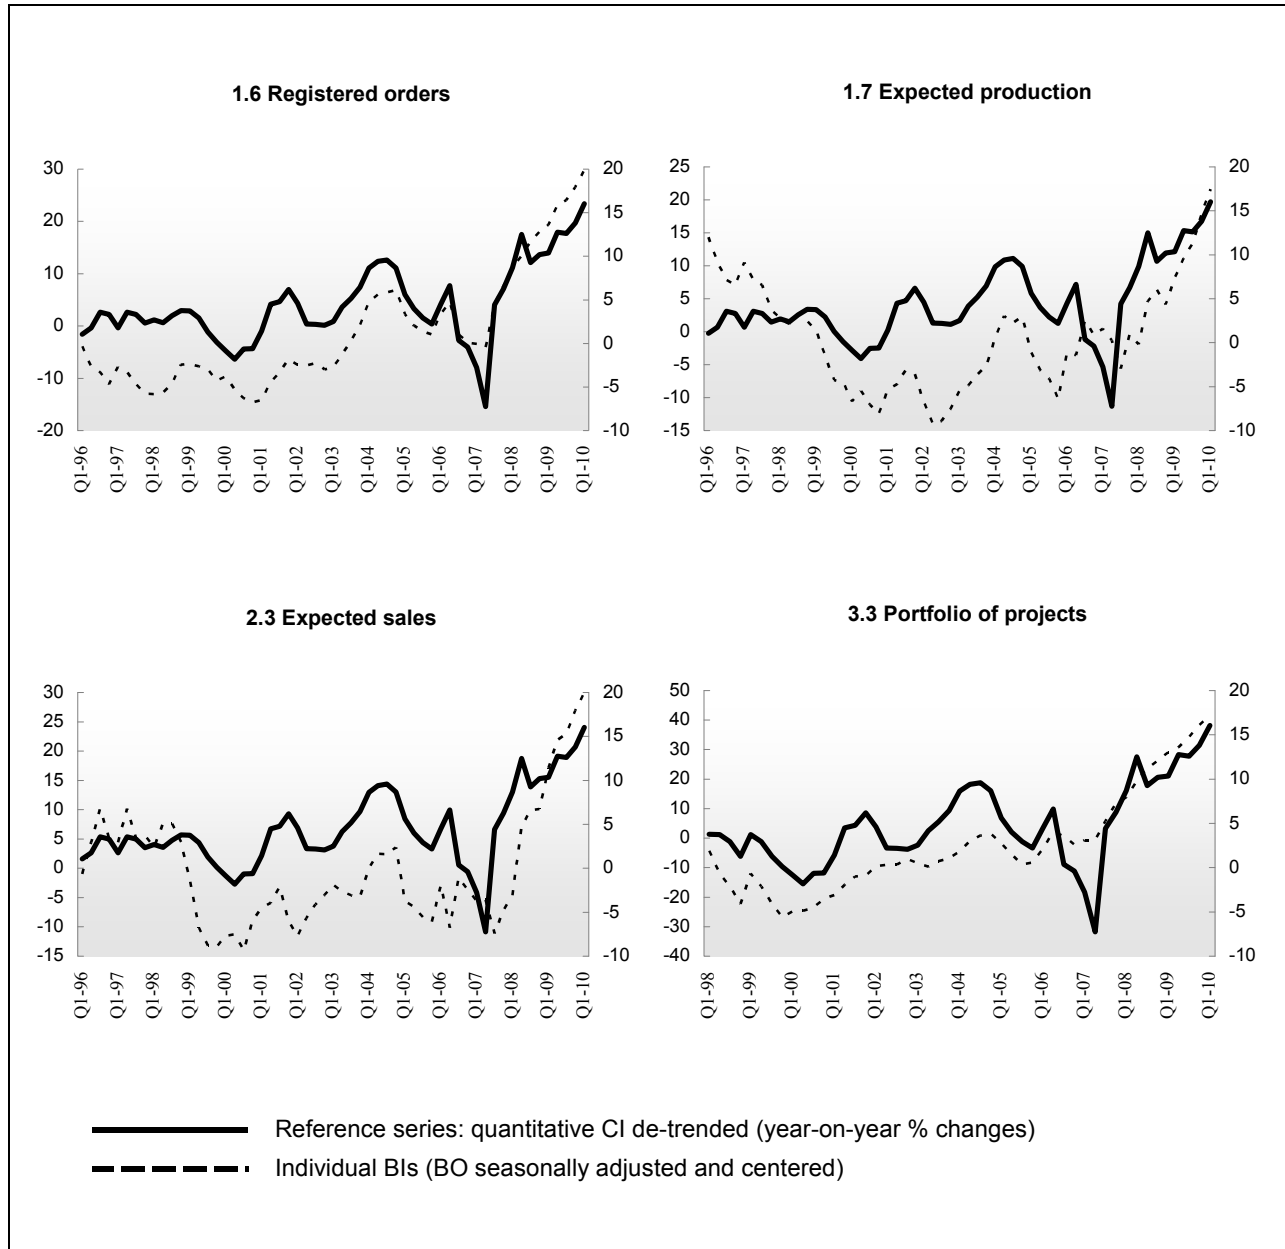 1.6 Registered orders
30
20
10
0
-10
-20
20
15
10
5
0
-5
-10
Q1-96
Q1-97
Q1-98
Q1-99
Q1-00
Q1-01
Q1-02
Q1-03
Q1-04
Q1-05
Q1-06
Q1-07
Q1-08
Q1-09
Q1-10
1.7 Expected production
25
20
15
10
5
0
-5
-10
-15
20
15
10
5
0
-5
-10
Q1-96
Q1-97
Q1-98
Q1-99
Q1-00
Q1-01
Q1-02
Q1-03
Q1-04
Q1-05
Q1-06
Q1-07
Q1-08
Q1-09
Q1-10
2.3 Expected sales
30
25
20
15
10
5
0
-5
-10
-15
20
15
10
5
0
-5
-10
Q1-96
Q1-97
Q1-98
Q1-99
Q1-00
Q1-01
Q1-02
Q1-03
Q1-04
Q1-05
Q1-06
Q1-07
Q1-08
Q1-09
Q1-10
3.3 Portfolio of projects
50
40
30
20
10
0
-10
-20
-30
-40
20
15
10
5
0
-5
-10
Q1-98
Q1-99
Q1-00
Q1-01
Q1-02
Q1-03
Q1-04
Q1-05
Q1-06
Q1-07
Q1-08
Q1-09
Q1-10
Reference series: quantitative CI de-trended (year-on-year % changes)
Individual BIs (BO seasonally adjusted and centered)